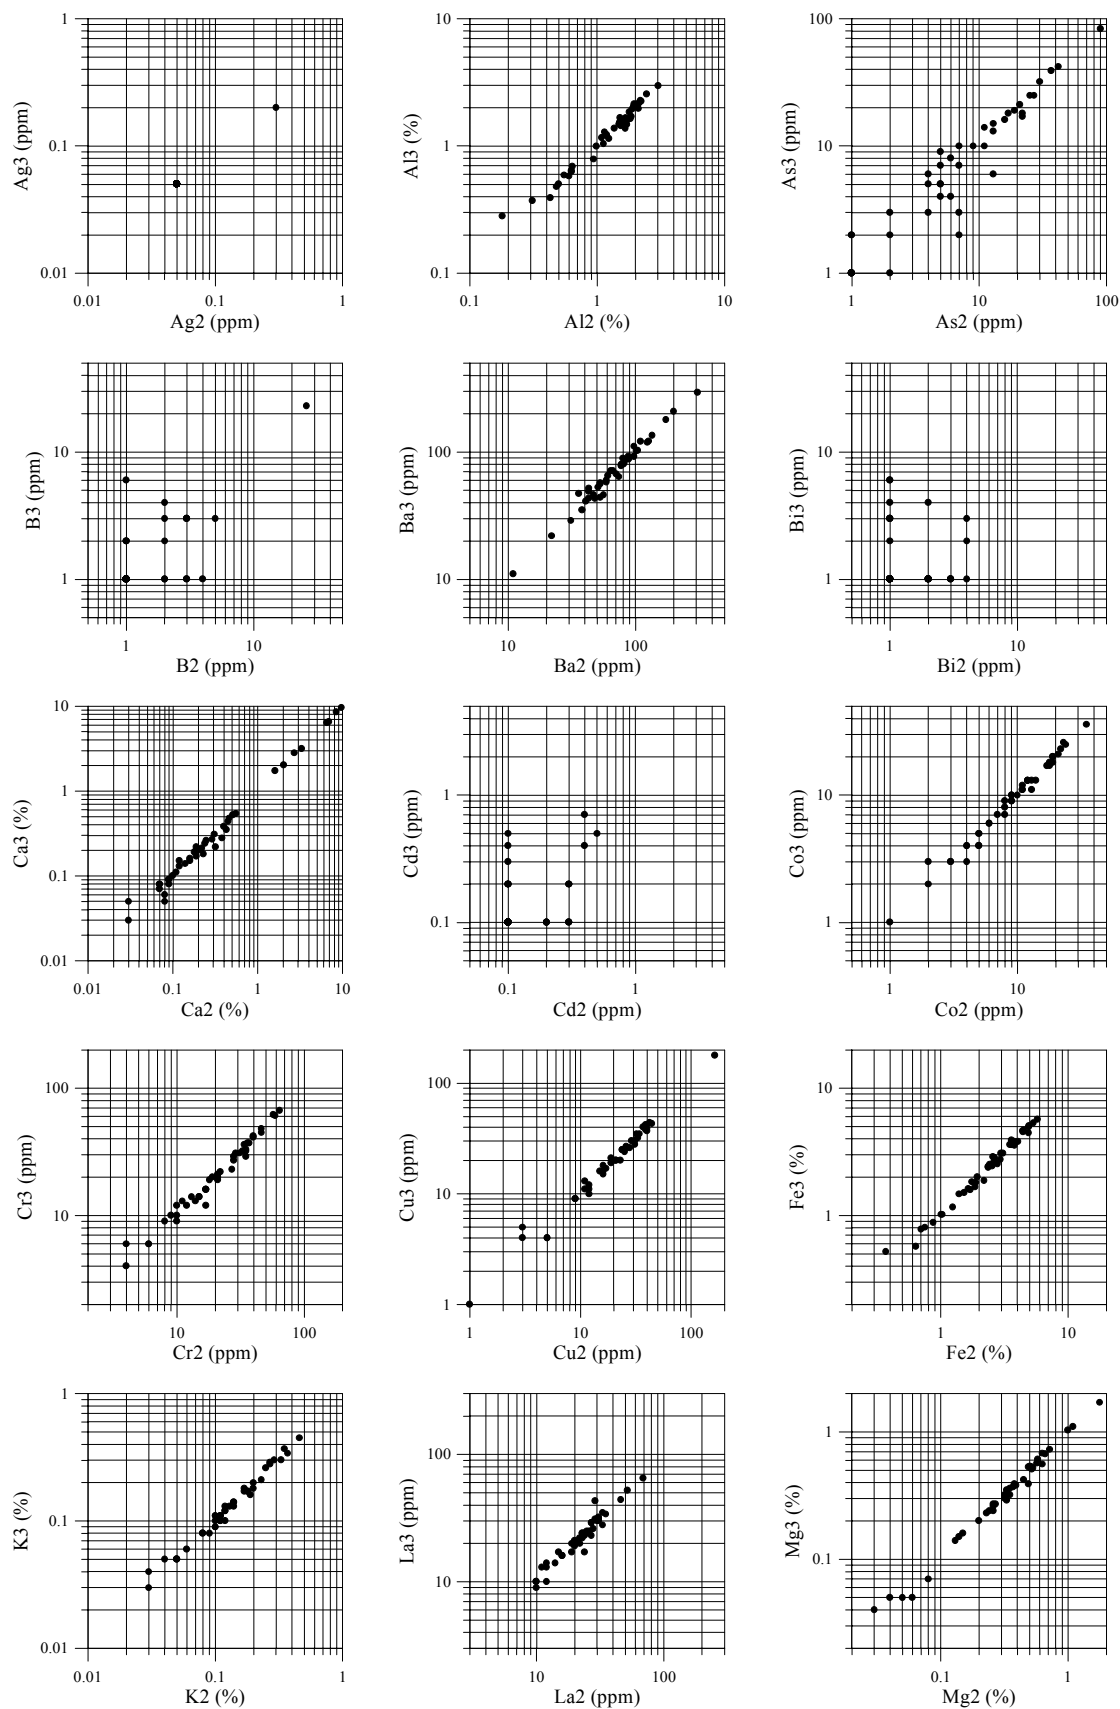 1
0.1
0.01
0.01 0.1 1
Ag3 (ppm)
Ag2 (ppm)
10
1
0.1
0.1 1 10
Al3 (%)
Al2 (%)
100
10
1
1 10 100
As3 (ppm)
As2 (ppm)
10
1
1 10
B3 (ppm)
B2 (ppm)
100
10
10 100
Ba3 (ppm)
Ba2 (ppm)
10
1
1 10
Bi3 (ppm)
Bi2 (ppm)
10
1
0.1
0.01
0.01 0.1 1 10
Ca3 (%)
Ca2 (%)
1
0.1
0.1 1
Cd3 (ppm)
Cd2 (ppm)
10
1
1 10
Co3 (ppm)
Co2 (ppm)
100
10
10 100
Cr3 (ppm)
Cr2 (ppm)
100
10
1
1 10 100
Cu3 (ppm)
Cu2 (ppm)
10
1
1 10
Fe3 (%)
Fe2 (%)
1
0.1
0.01
0.01 0.1 1
K3 (%)
K2 (%)
100
10
10 100
La3 (ppm)
La2 (ppm)
1
0.1
0.1 1
Mg3 (%)
Mg2 (%)